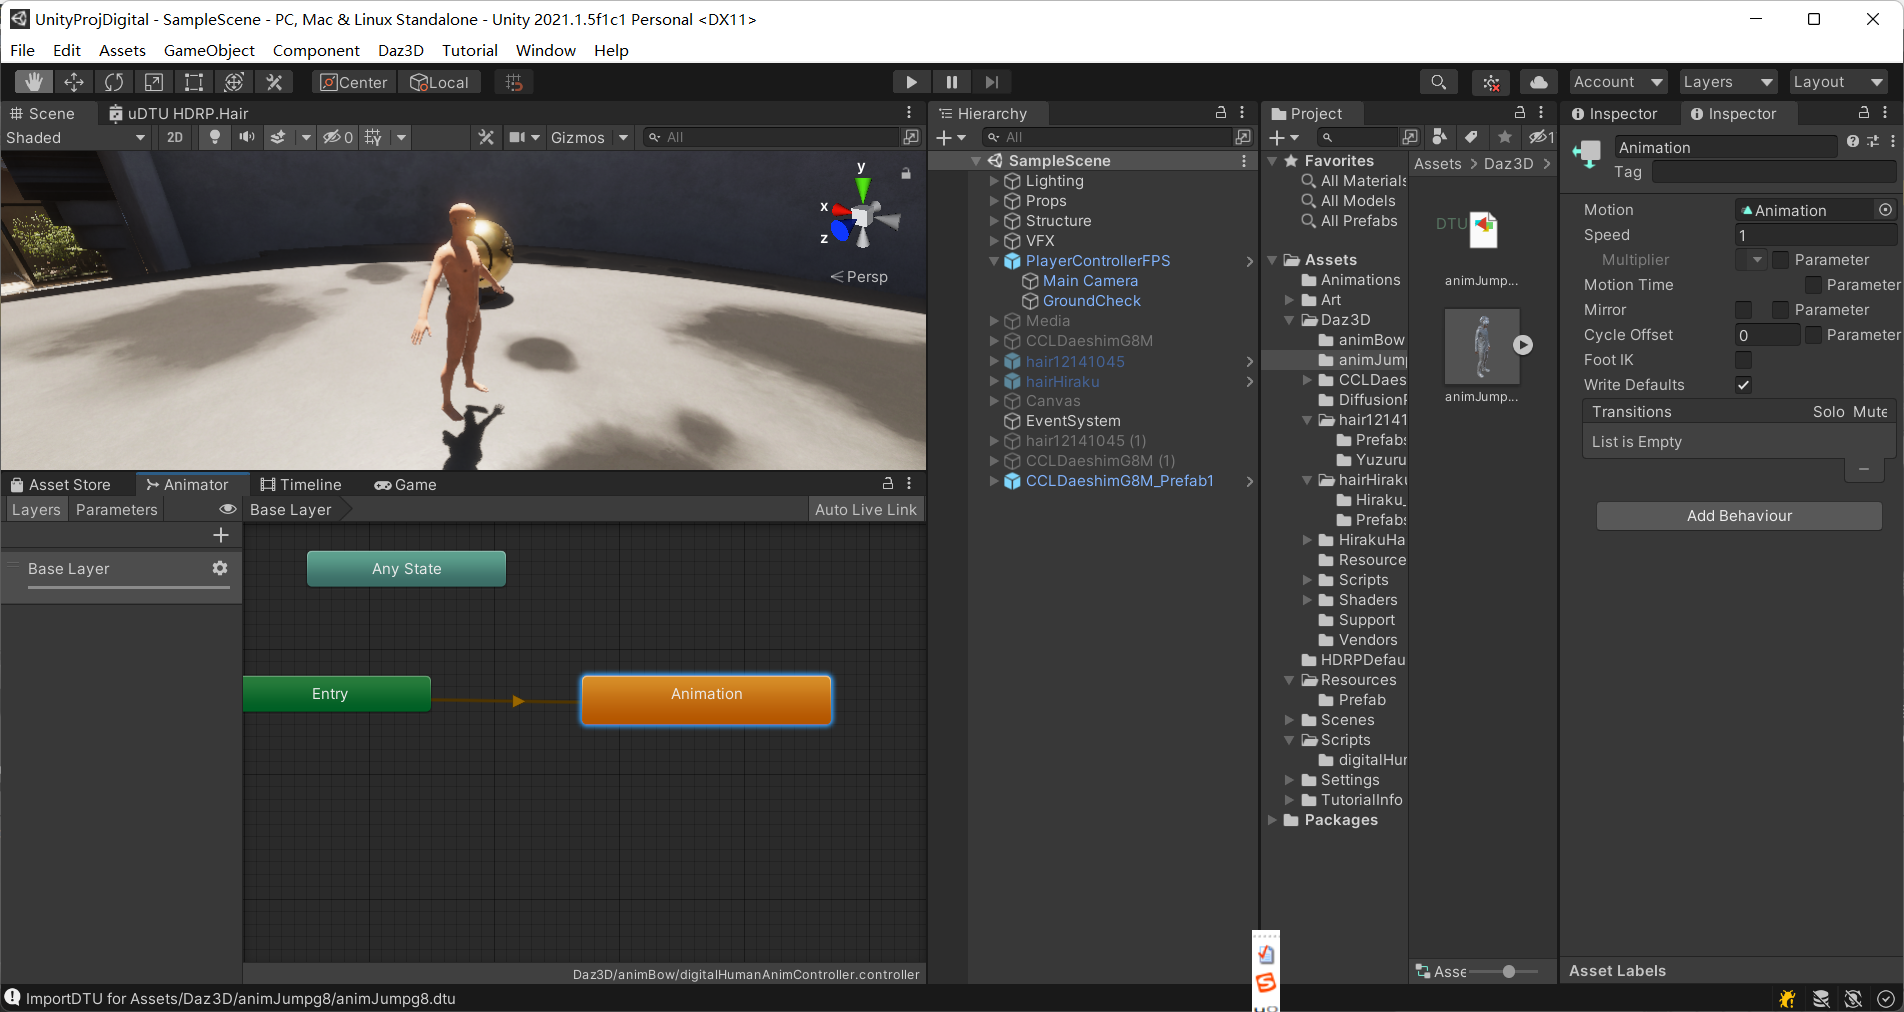 UnityProjDigital - SampleScene - PC, Mac & Linux Standalone - Unity 2021.1.5f1c1 Personal <DX11>
File Edit Assets GameObject Component Daz3D Tutorial Window Help
Center Local Account Layers Layout
Scene uDTU HDRP.Hair
Shaded 2D 0 Gizmos All
y
x
z
Persp
Asset Store Animator Timeline Game
Layers Parameters Base Layer Auto Live Link
Base Layer
Any State
Entry
Animation
Daz3D/animBow/digitalHumanAnimController.controller
Hierarchy
All
SampleScene
Lighting
Props
Structure
VFX
PlayerControllerFPS
Main Camera
GroundCheck
Media
CCLDaeshimG8M
hair12141045
hairHiraku
Canvas
EventSystem
hair12141045 (1)
CCLDaeshimG8M (1)
CCLDaeshimG8M_Prefab1
Project
1
Favorites
All Materials
All Models
All Prefabs
Assets
Animations
Art
Daz3D
animBow
animJump
CCLDaes
DiffusionP
hair12141
Prefabs
Yuzuru
hairHiraku
Hiraku_
Prefabs
HirakuHa
Resource
Scripts
Shaders
Support
Vendors
HDRPDefau
Resources
Prefab
Scenes
Scripts
digitalHur
Settings
TutorialInfo
Packages
Assets > Daz3D >
DTU
animJump...
animJump...
Asse
Inspector Inspector
Animation
Tag
Motion Animation
Speed 1
Multiplier Parameter
Motion Time Parameter
Mirror Parameter
Cycle Offset 0 Parameter
Foot IK
Write Defaults
Transitions Solo Mute
List is Empty
Add Behaviour
Asset Labels
ImportDTU for Assets/Daz3D/animJumpg8/animJumpg8.dtu